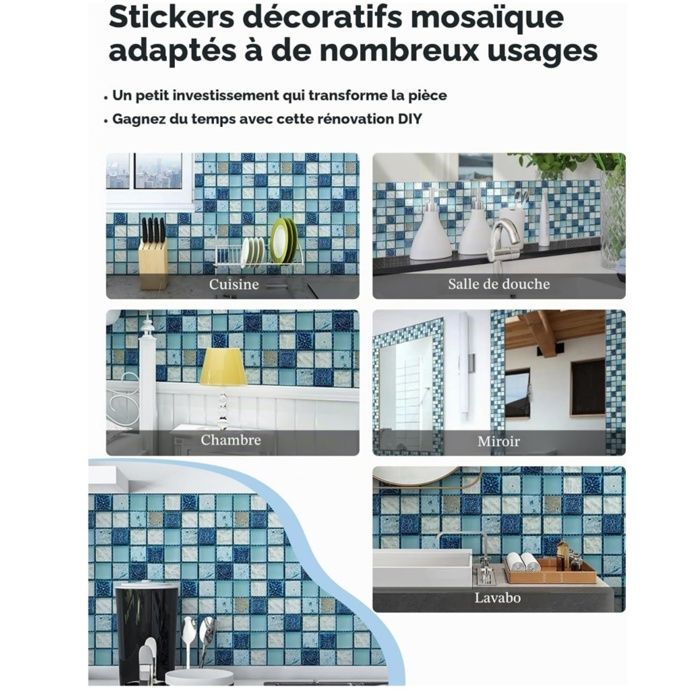 Stickers décoratifs mosaïque
adaptés à de nombreux usages
• Un petit investissement qui transforme la pièce
• Gagnez du temps avec cette rénovation DIY
Cuisine
Salle de douche
Chambre
Miroir
Lavabo